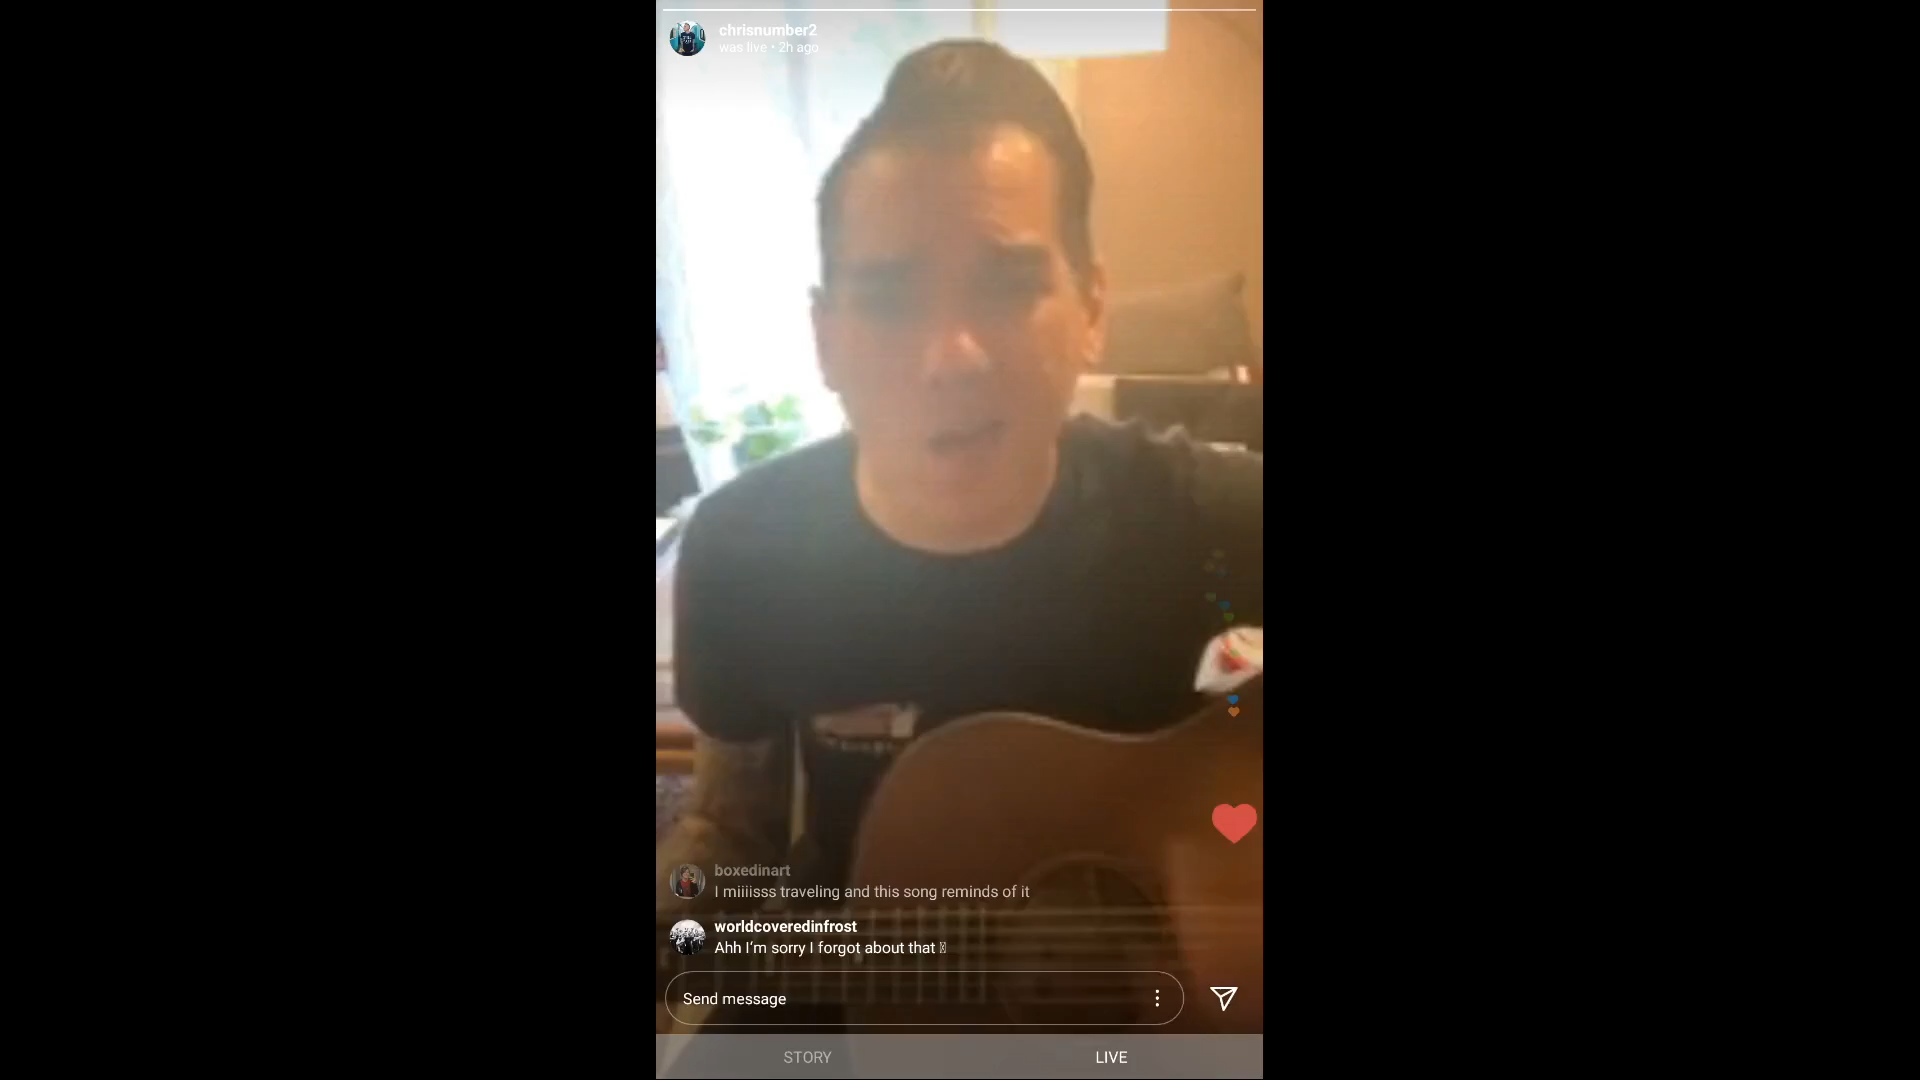 chrisnumber2
was live • 2h ago
boxedinart
I miiiisss traveling and this song reminds of it
worldcoveredinfrost
Ahh I'm sorry I forgot about that
Send message
STORY
LIVE